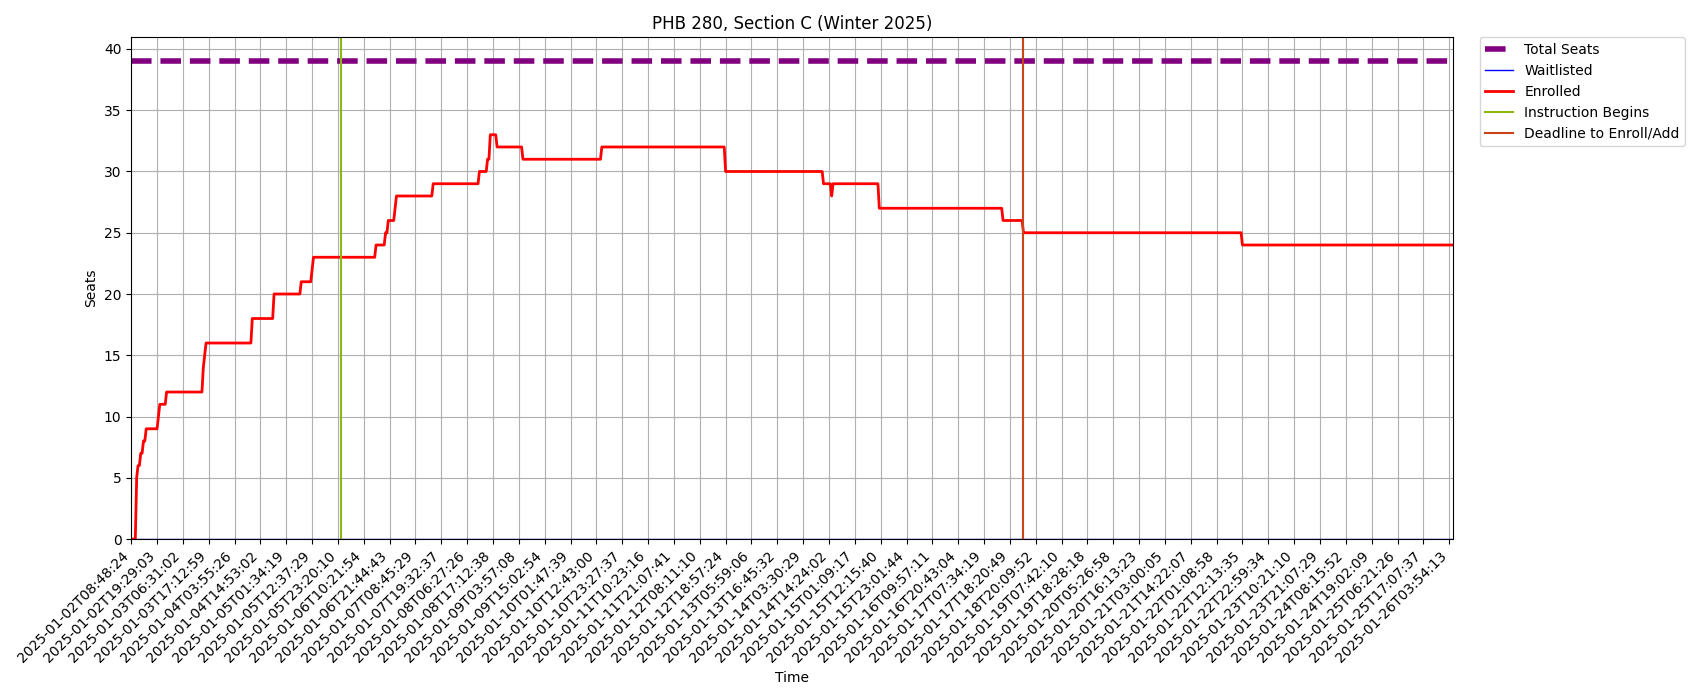 PHB 280, Section C (Winter 2025)
Total Seats
Waitlisted
Enrolled
Instruction Begins
Deadline to Enroll/Add
Seats
40
35
30
25
20
15
10
5
0
2025-01-02T08:48:24
2025-01-02T19:29:03
2025-01-03T06:31:02
2025-01-03T17:12:59
2025-01-04T03:55:26
2025-01-04T14:53:02
2025-01-05T01:34:19
2025-01-05T12:37:29
2025-01-05T23:20:10
2025-01-06T10:21:54
2025-01-06T21:44:43
2025-01-07T08:45:29
2025-01-07T19:32:37
2025-01-08T06:27:26
2025-01-08T17:12:38
2025-01-09T03:57:08
2025-01-09T15:02:54
2025-01-10T01:47:39
2025-01-10T12:43:00
2025-01-10T23:27:37
2025-01-11T10:23:16
2025-01-11T21:07:41
2025-01-12T08:11:10
2025-01-12T18:57:24
2025-01-13T05:59:06
2025-01-13T16:45:32
2025-01-14T03:30:29
2025-01-14T14:24:02
2025-01-15T01:09:17
2025-01-15T12:15:40
2025-01-15T23:01:44
2025-01-16T09:57:11
2025-01-16T20:43:04
2025-01-17T07:34:19
2025-01-17T18:20:49
2025-01-18T20:09:52
2025-01-19T07:42:10
2025-01-19T18:28:18
2025-01-20T05:26:58
2025-01-20T16:13:23
2025-01-21T03:00:05
2025-01-21T14:22:07
2025-01-22T01:08:58
2025-01-22T12:13:35
2025-01-22T22:59:34
2025-01-23T10:21:10
2025-01-23T21:07:29
2025-01-24T08:15:52
2025-01-24T19:02:09
2025-01-25T06:21:26
2025-01-25T17:07:37
2025-01-26T03:54:13
Time